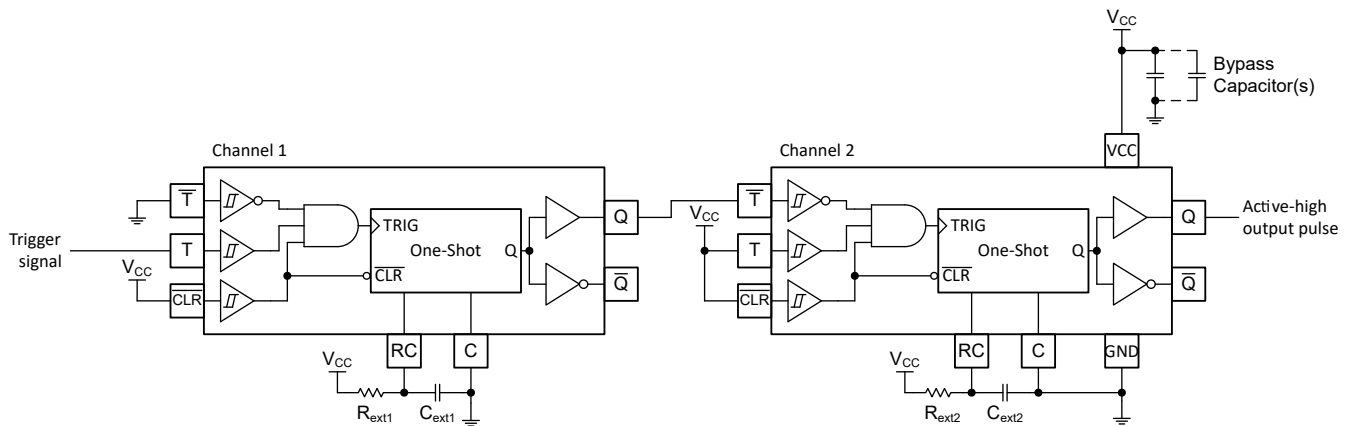 VCC
Bypass
Capacitor(s)
Channel 1
Channel 2
VCC
T
Q
T
Q
Active-high
output pulse
TRIG
VCC
TRIG
Trigger
signal
T
One-Shot
Q
T
One-Shot
Q
VCC
CLR
CLR
Q
CLR
CLR
Q
RC
C
RC
C
GND
VCC
VCC
Rext1
Cext1
Rext2
Cext2